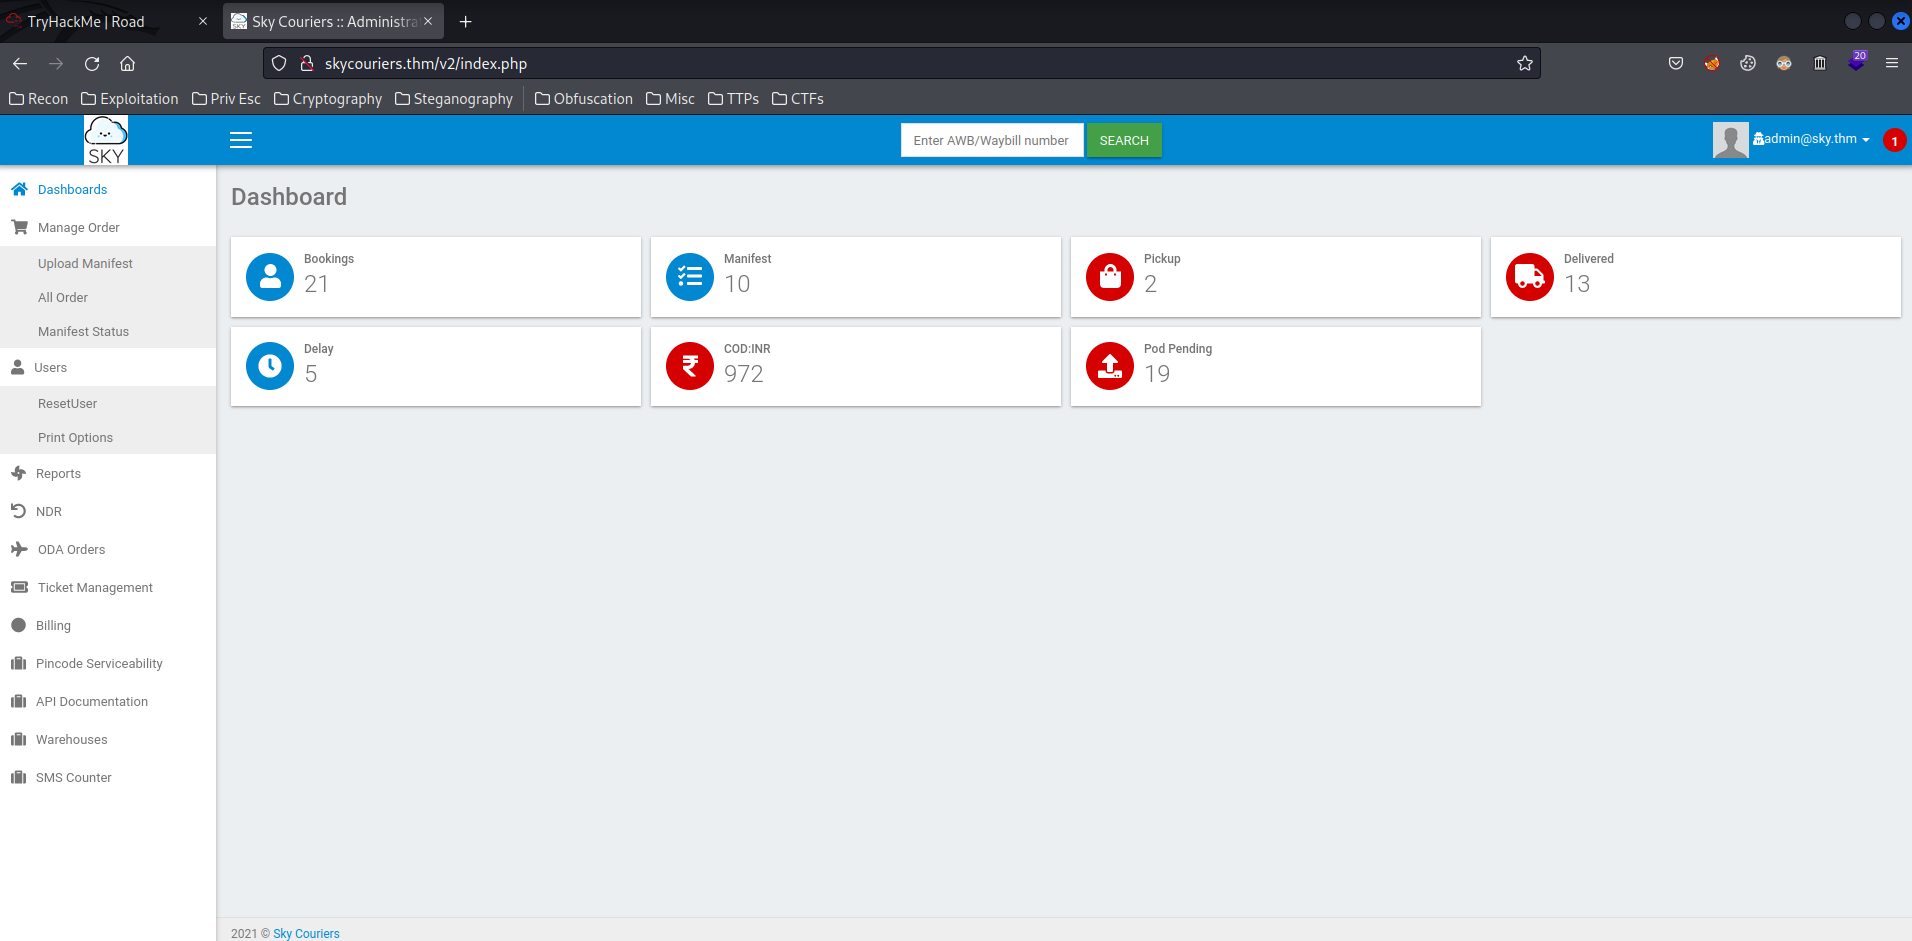 TryHackMe | Road
Sky Couriers :: Administra
skycouriers.thm/v2/index.php
20
Recon Exploitation Priv Esc Cryptography Steganography Obfuscation Misc TTPs CTFs
SKY
Enter AWB/Waybill number
SEARCH
admin@sky.thm
1
Dashboards
Manage Order
Upload Manifest
All Order
Manifest Status
Users
ResetUser
Print Options
Reports
NDR
ODA Orders
Ticket Management
Billing
Pincode Serviceability
API Documentation
Warehouses
SMS Counter
Dashboard
Bookings
21
Manifest
10
Pickup
2
Delivered
13
Delay
5
COD:INR
972
Pod Pending
19
2021 © Sky Couriers